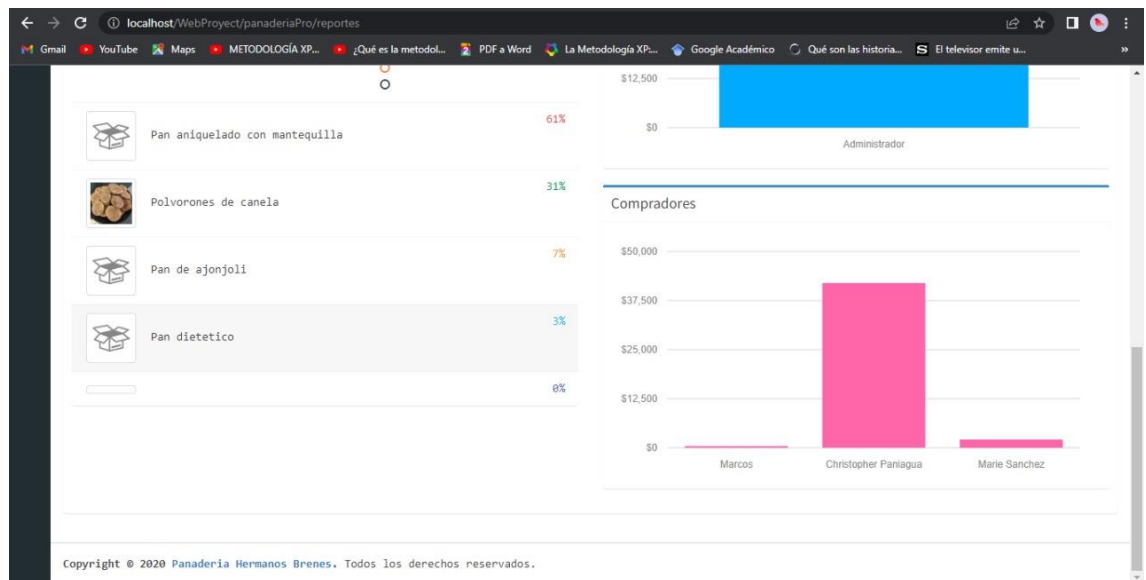 localhost/WebProyect/panaderiaPro/reportes
Gmail YouTube Maps METODOLOGÍA XP... ¿Qué es la metodol... PDF a Word La Metodología XP:... Google Académico Qué son las historia... El televisor emite u... »
Pan aniquelado con mantequilla 61%
Polvorones de canela 31%
Pan de ajonjoli 7%
Pan dietetico 3%
0%
$12,500
$0
Administrador
Compradores
$50,000
$37,500
$25,000
$12,500
$0
Marcos Christopher Paniagua Marie Sanchez
Copyright © 2020 Panaderia Hermanos Brenes. Todos los derechos reservados.